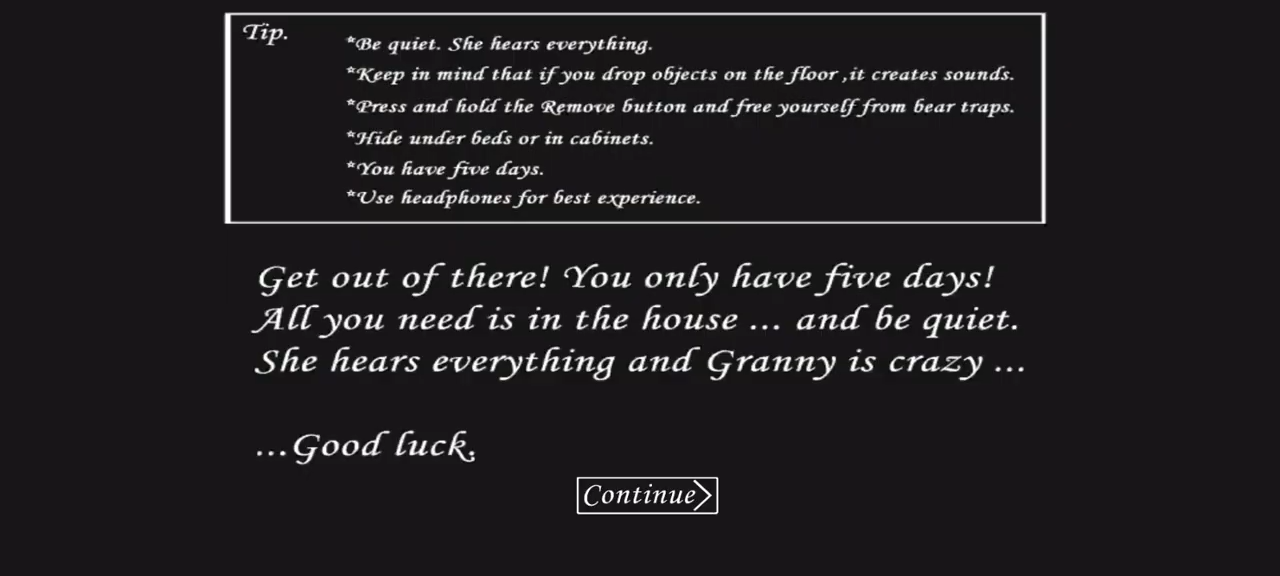 Tip.
*Be quiet. She hears everything.
*Keep in mind that if you drop objects on the floor ,it creates sounds.
*Press and hold the Remove button and free yourself from bear traps.
*Hide under beds or in cabinets.
*You have five days.
*Use headphones for best experience.
Get out of there! You only have five days!
All you need is in the house ... and be quiet.
She hears everything and Granny is crazy ...
...Good luck.
Continue>